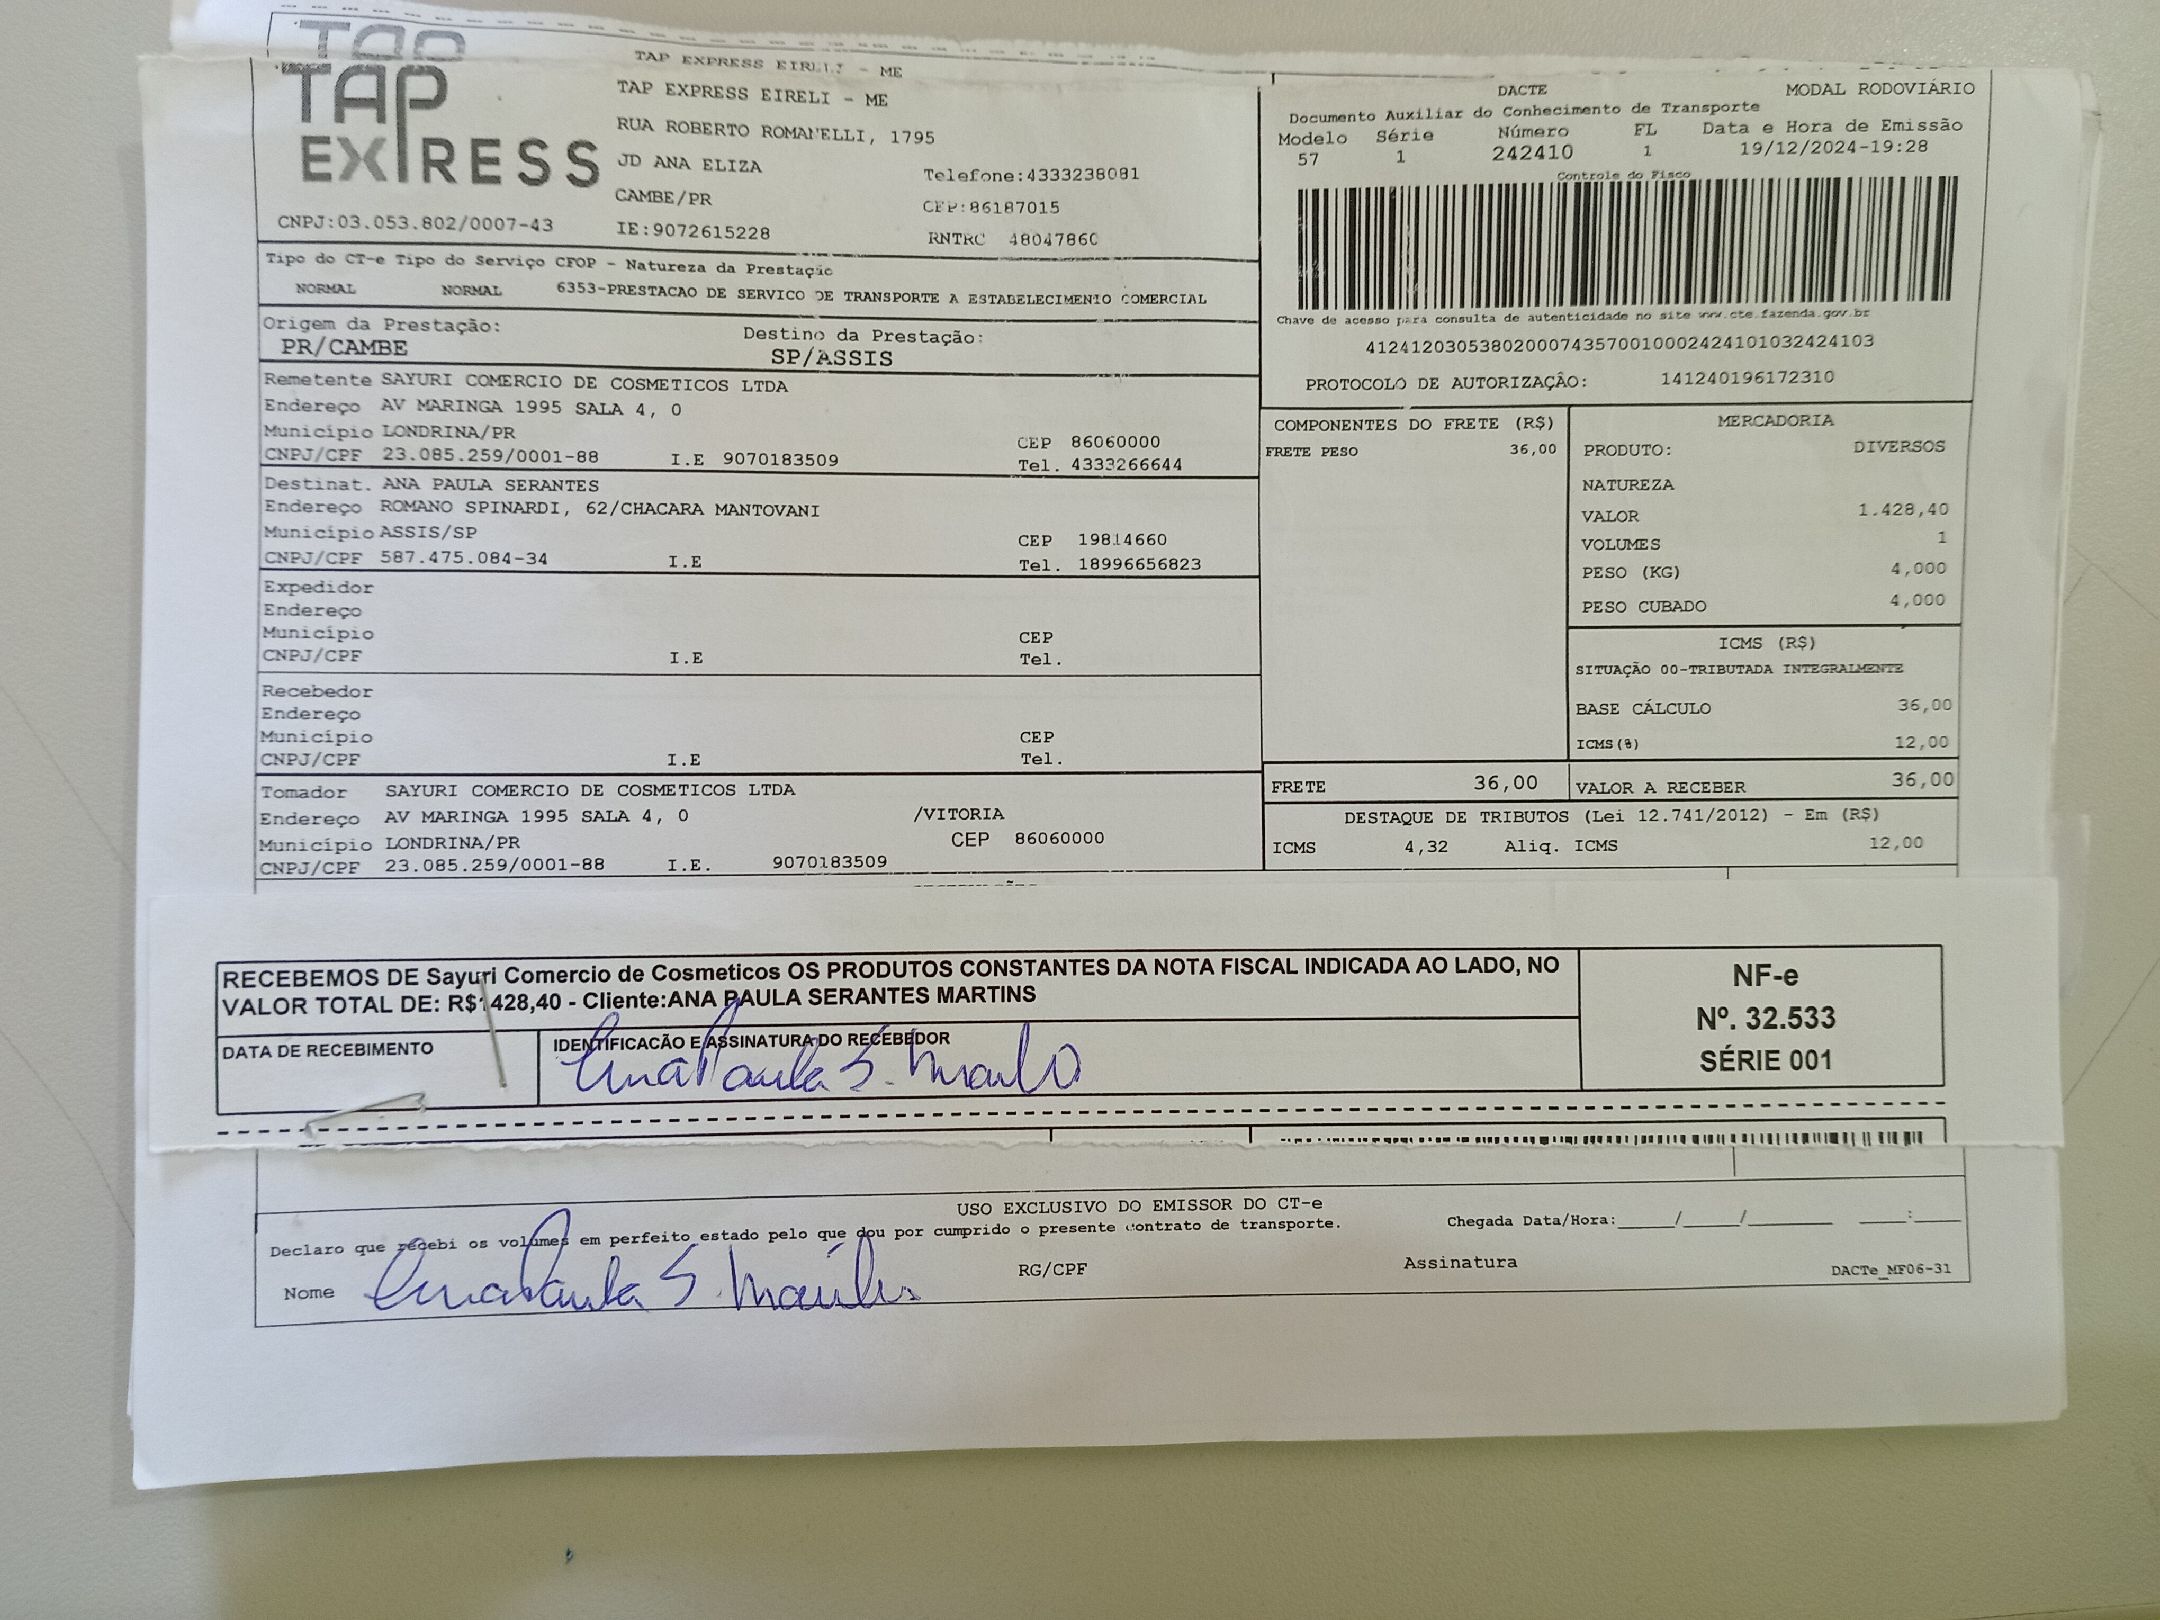 TAP EXPRESS EIRELI - ME
TAP
EXPRESS
TAP EXPRESS EIRELI - ME
RUA ROBERTO ROMANELLI, 1795
JD ANA ELIZA Telefone:4333238081
CAMBE/PR CEP:86187015
CNPJ:03.053.802/0007-43 IE:9072615228 RNTRC 48047860
DACTE MODAL RODOVIÁRIO
Documento Auxiliar do Conhecimento de Transporte
Modelo Série Número FL Data e Hora de Emissão
57 1 242410 1 19/12/2024-19:28
Controle do Fisco
Chave de acesso para consulta de autenticidade no site www.cte.fazenda.gov.br
41241203053802000743570010002424101032424103
PROTOCOLO DE AUTORIZAÇÃO: 141240196172310
Tipo do CT-e Tipo do Serviço CFOP - Natureza da Prestação
NORMAL NORMAL 6353-PRESTACAO DE SERVICO DE TRANSPORTE A ESTABELECIMENTO COMERCIAL
Origem da Prestação: Destino da Prestação:
PR/CAMBE SP/ASSIS
Remetente SAYURI COMERCIO DE COSMETICOS LTDA
Endereço AV MARINGA 1995 SALA 4, 0
Município LONDRINA/PR CEP 86060000
CNPJ/CPF 23.085.259/0001-88 I.E 9070183509 Tel. 4333266644
Destinat. ANA PAULA SERANTES
Endereço ROMANO SPINARDI, 62/CHACARA MANTOVANI
Município ASSIS/SP CEP 19814660
CNPJ/CPF 587.475.084-34 I.E Tel. 18996656823
Expedidor
Endereço
Município CEP
CNPJ/CPF I.E Tel.
Recebedor
Endereço
Município CEP
CNPJ/CPF I.E Tel.
Tomador SAYURI COMERCIO DE COSMETICOS LTDA
Endereço AV MARINGA 1995 SALA 4, 0 /VITORIA
Município LONDRINA/PR CEP 86060000
CNPJ/CPF 23.085.259/0001-88 I.E. 9070183509
COMPONENTES DO FRETE (R$)
FRETE PESO 36,00
MERCADORIA
PRODUTO: DIVERSOS
NATUREZA
VALOR 1.428,40
VOLUMES 1
PESO (KG) 4,000
PESO CUBADO 4,000
ICMS (R$)
SITUAÇÃO 00-TRIBUTADA INTEGRALMENTE
BASE CÁLCULO 36,00
ICMS(%) 12,00
FRETE 36,00 VALOR A RECEBER 36,00
DESTAQUE DE TRIBUTOS (Lei 12.741/2012) - Em (R$)
ICMS 4,32 Aliq. ICMS 12,00
RECEBEMOS DE Sayuri Comercio de Cosmeticos OS PRODUTOS CONSTANTES DA NOTA FISCAL INDICADA AO LADO, NO
VALOR TOTAL DE: R$1428,40 - Cliente:ANA PAULA SERANTES MARTINS
DATA DE RECEBIMENTO IDENTIFICACÃO E ASSINATURA DO RECEBEDOR
Ana Paula S.
NF-e
Nº. 32.533
SÉRIE 001
USO EXCLUSIVO DO EMISSOR DO CT-e
Declaro que recebi os volumes em perfeito estado pelo que dou por cumprido o presente contrato de transporte. Chegada Data/Hora:_____/_____/________ ____:____
Nome Ana Paula S. Martins RG/CPF Assinatura DACTe_MF06-31